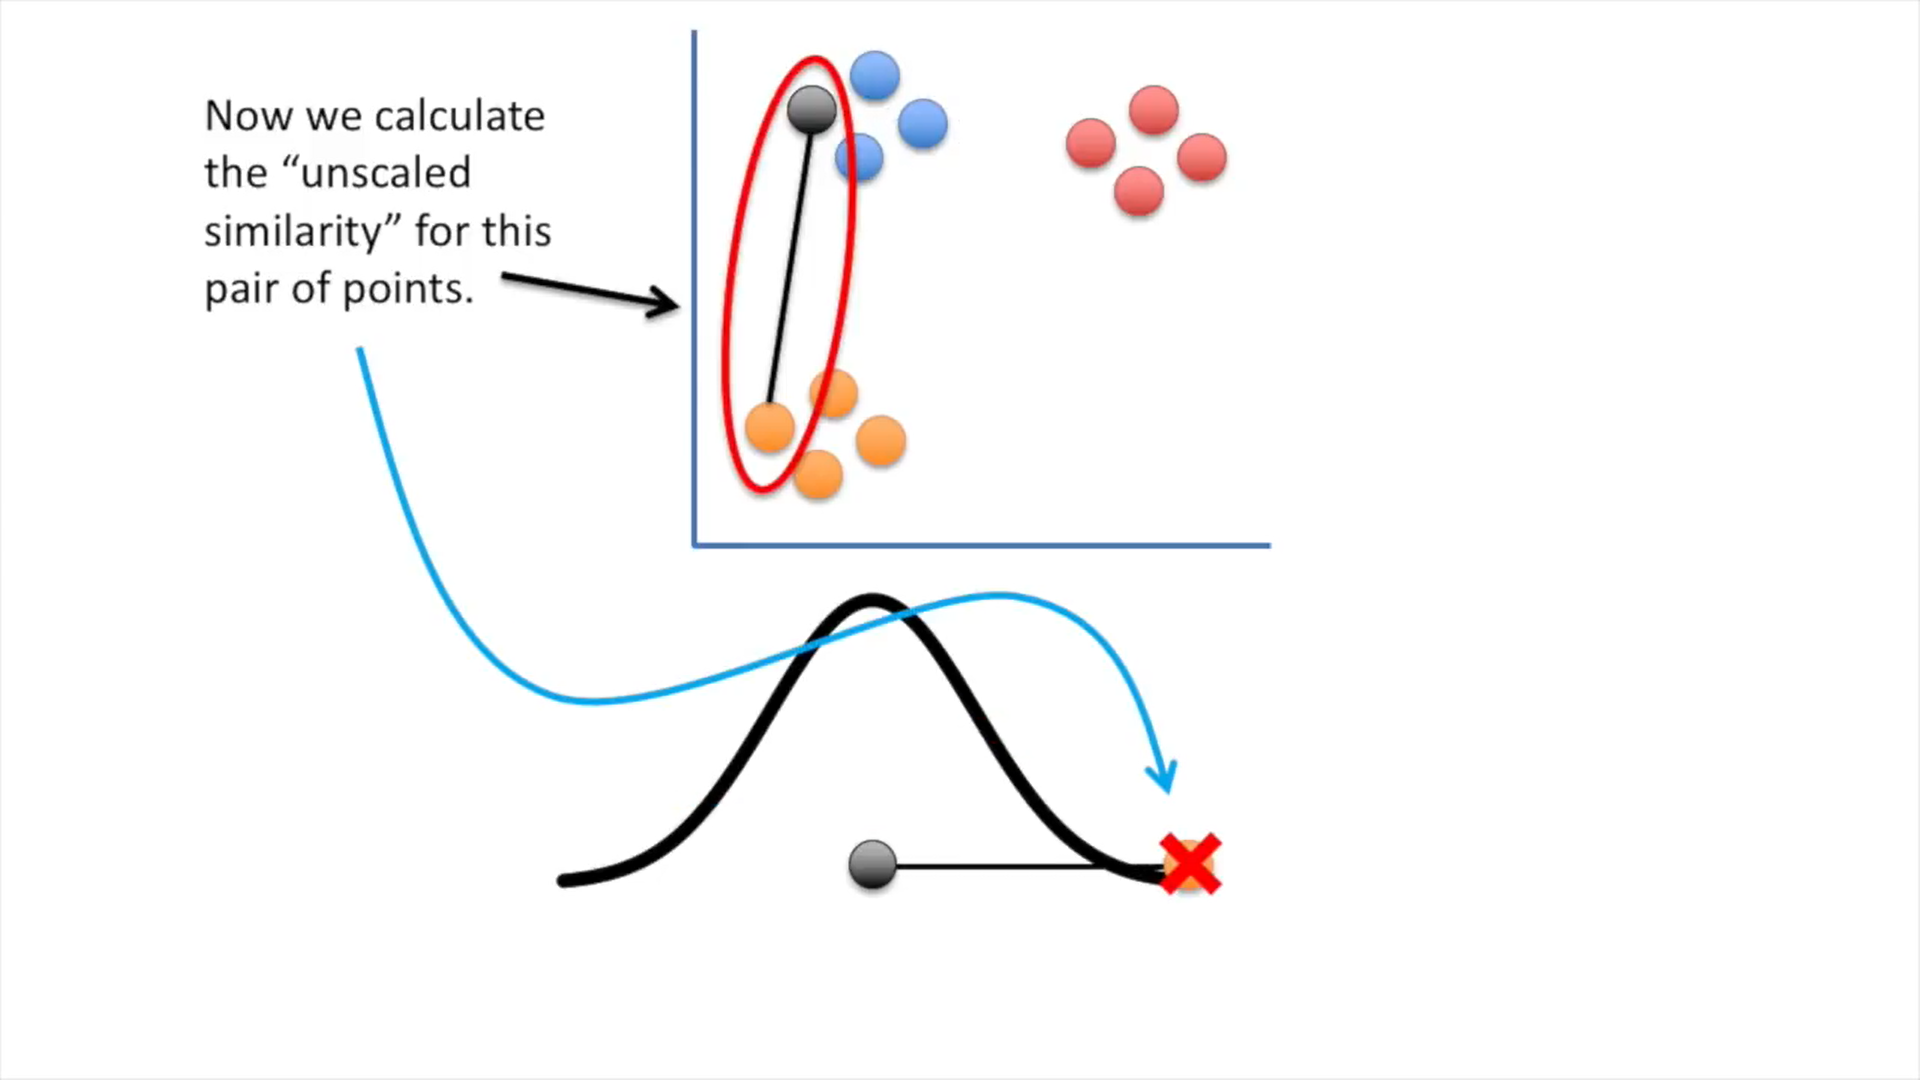 Now we calculate
the “unscaled
similarity” for this
pair of points.